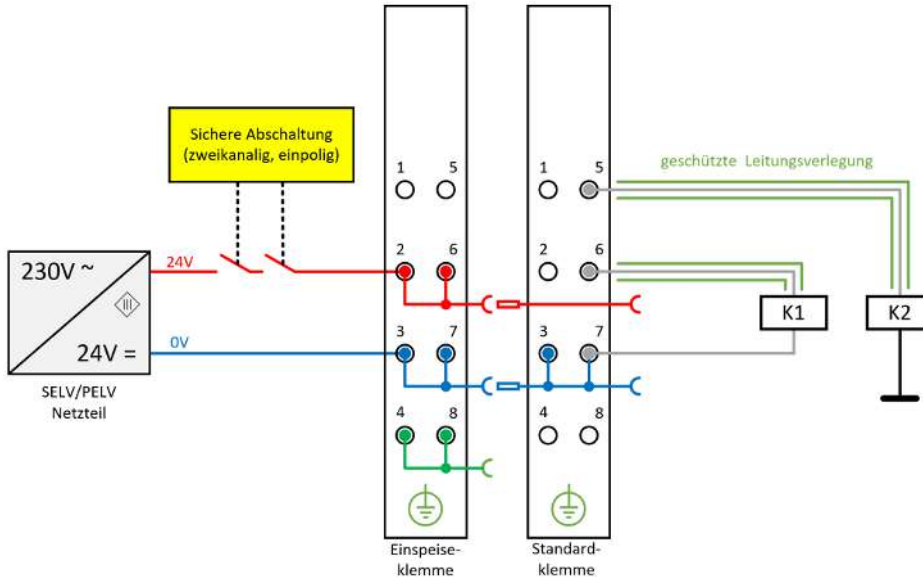 Sichere Abschaltung
(zweikanalig, einpolig)
geschützte Leitungsverlegung
1 5 1 5
230V ~
24V
2 6 2 6
III
K1 K2
24V =
0V
3 7 3 7
SELV/PELV
Netzteil
4 8 4 8
Einspeise-
klemme
Standard-
klemme